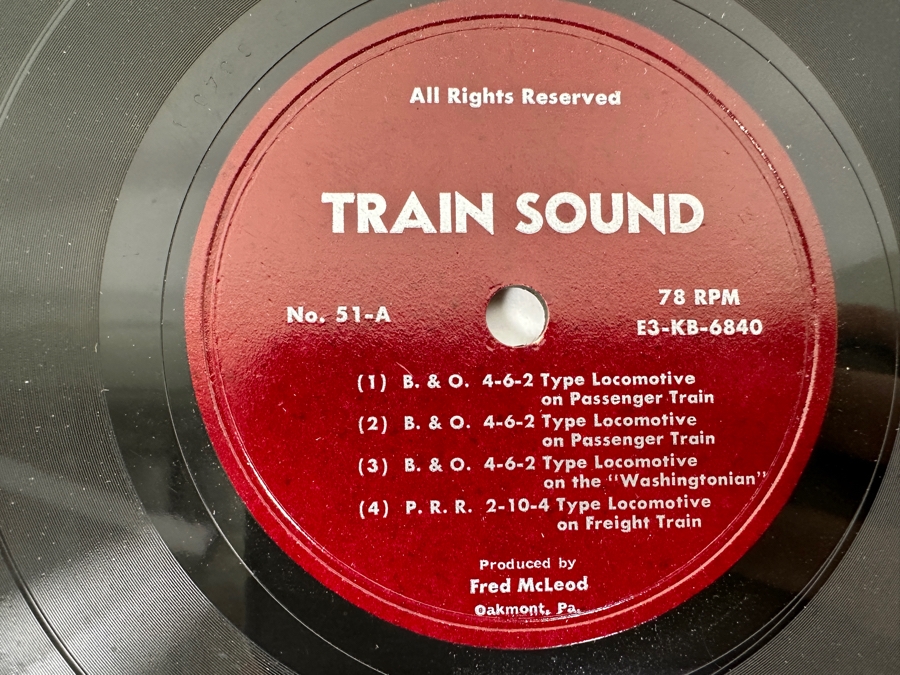 All Rights Reserved
TRAIN SOUND
No. 51-A
78 RPM
E3-KB-6840
(1) B. & O. 4-6-2 Type Locomotive
on Passenger Train
(2) B. & O. 4-6-2 Type Locomotive
on Passenger Train
(3) B. & O. 4-6-2 Type Locomotive
on the "Washingtonian"
(4) P. R. R. 2-10-4 Type Locomotive
on Freight Train
Produced by
Fred McLeod
Oakmont, Pa.